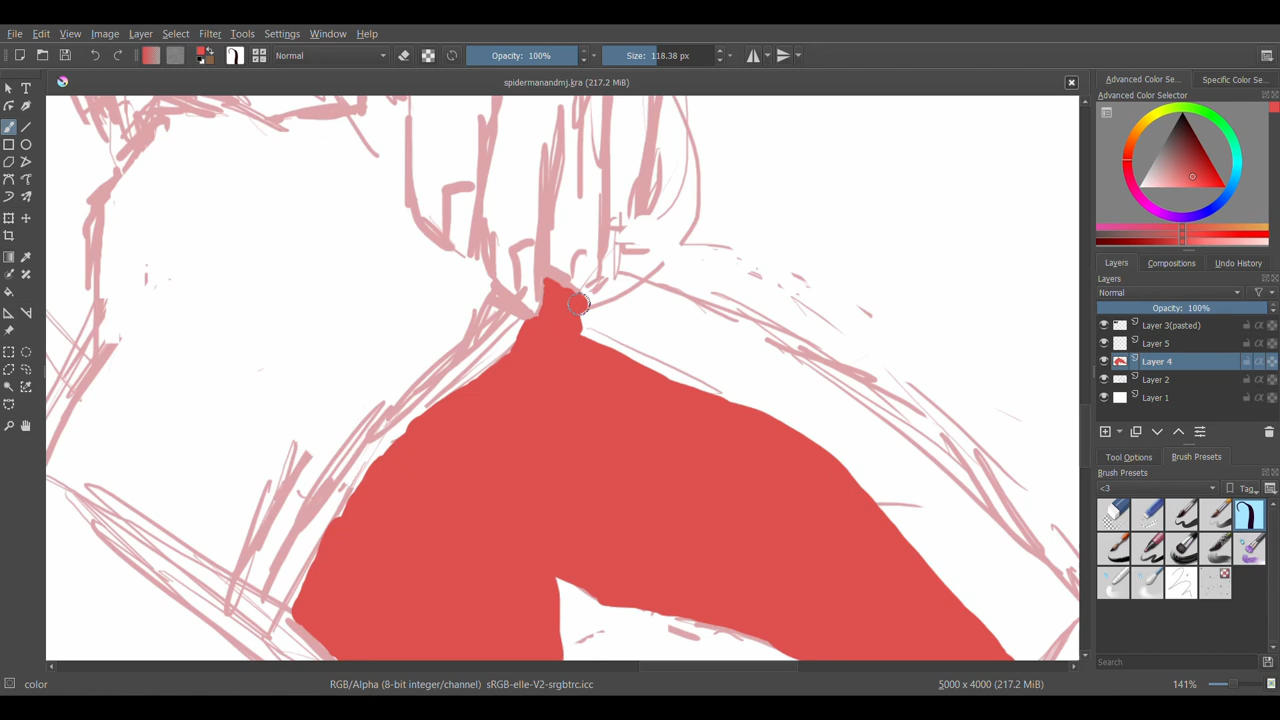 File Edit View Image Layer Select Filter Tools Settings Window Help
Normal Opacity: 100% Size: 118.38 px
spidermanandmj.kra (217.2 MiB)
Advanced Color Se... Specific Color Se...
Advanced Color Selector
Layers Compositions Undo History
Layers
Normal
Opacity: 100%
Layer 3(pasted)
Layer 5
Layer 4
Layer 2
Layer 1
Tool Options Brush Presets
Brush Presets
<3 Tag
Search
color RGB/Alpha (8-bit integer/channel) sRGB-elle-V2-srgbtrc.icc 5000 x 4000 (217.2 MiB) 141%